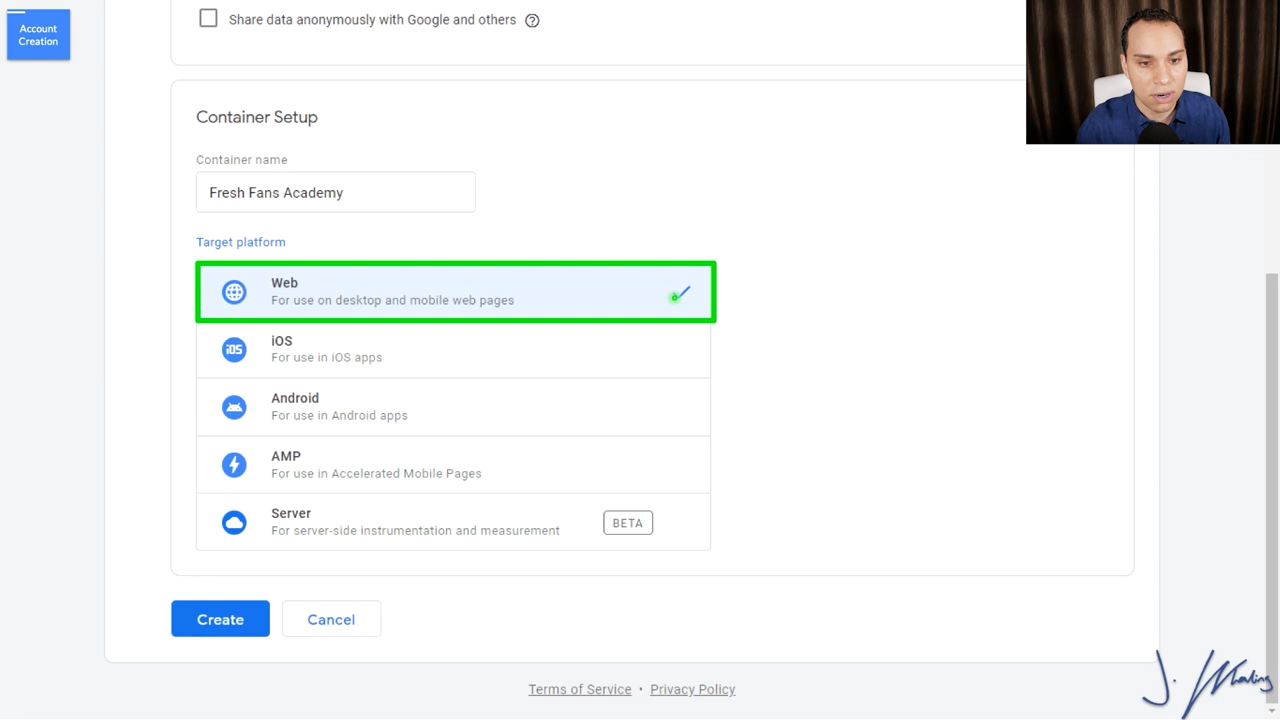 Account
Creation
Share data anonymously with Google and others
Container Setup
Container name
Fresh Fans Academy
Target platform
Web
For use on desktop and mobile web pages
iOS
iOS
For use in iOS apps
Android
For use in Android apps
AMP
For use in Accelerated Mobile Pages
Server
For server-side instrumentation and measurement
BETA
Create
Cancel
Terms of Service • Privacy Policy